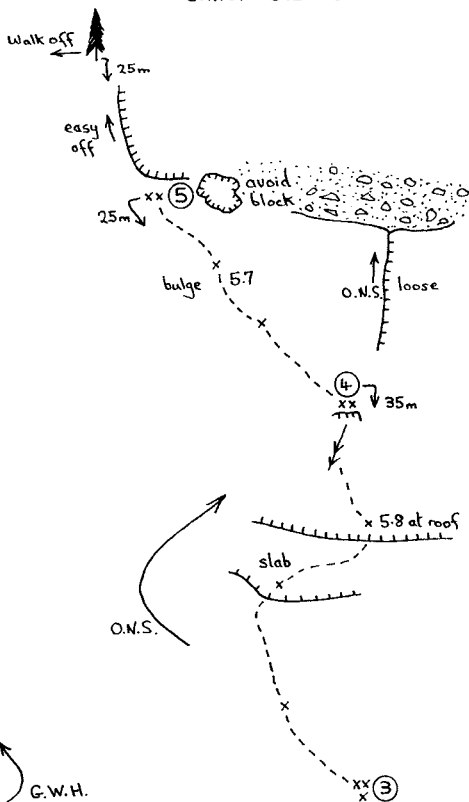 Walk off
25m
easy
off
xx 5
avoid
block
25m
x
bulge 5.7
x
O.N.S. loose
4
xx 35m
x 5.8 at roof
slab
x
O.N.S.
x
xx 3
x
G.W.H.